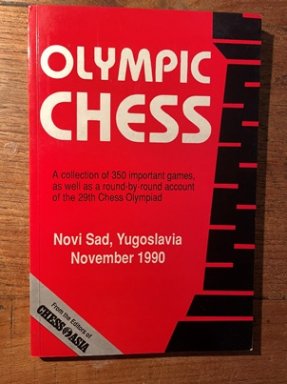 OLYMPIC
CHESS
A collection of 350 important games,
as well as a round-by-round account
of the 29th Chess Olympiad
Novi Sad, Yugoslavia
November 1990
From the Editors of
CHESS ASIA